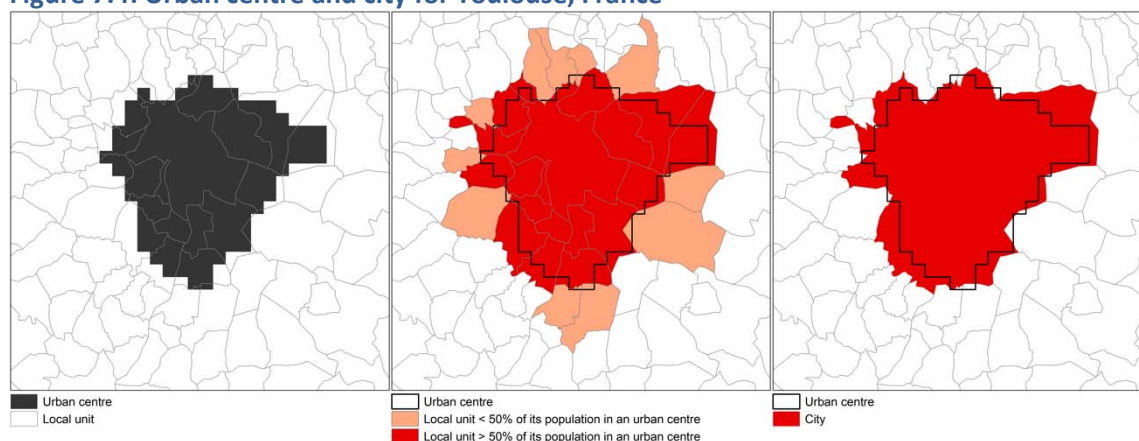 Figure 7.4: Urban centre and city for Toulouse, France
Urban centre
Local unit
Urban centre
Local unit < 50% of its population in an urban centre
Local unit > 50% of its population in an urban centre
Urban centre
City